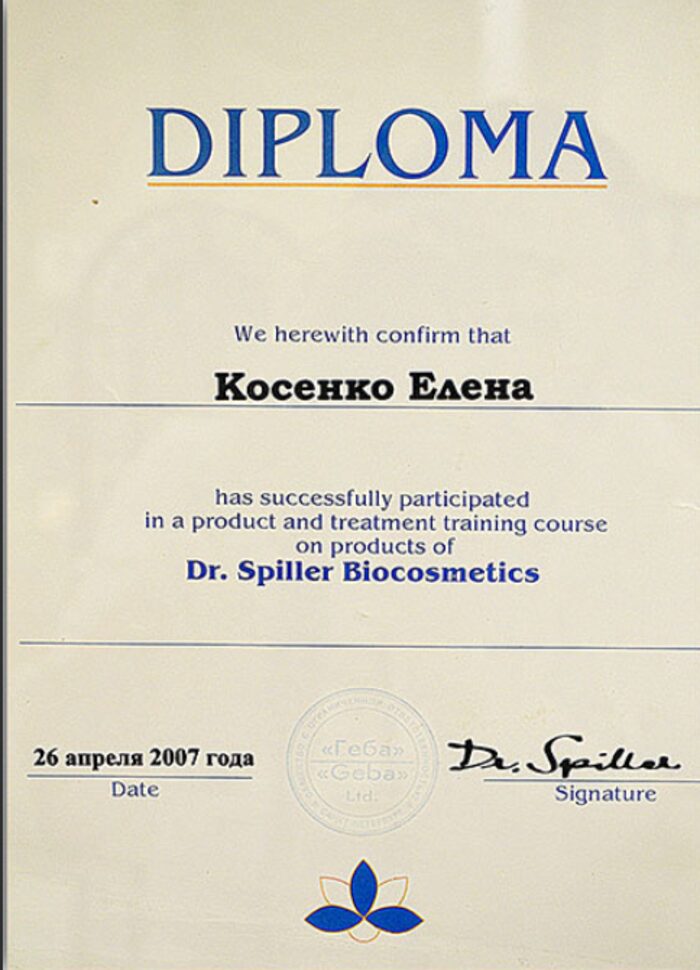 DIPLOMA
We herewith confirm that
Косенко Елена
has successfully participated
in a product and treatment training course
on products of
Dr. Spiller Biocosmetics
26 апреля 2007 года
Date
«Геба»
«Geba»
Ltd.
Dr. Spiller
Signature